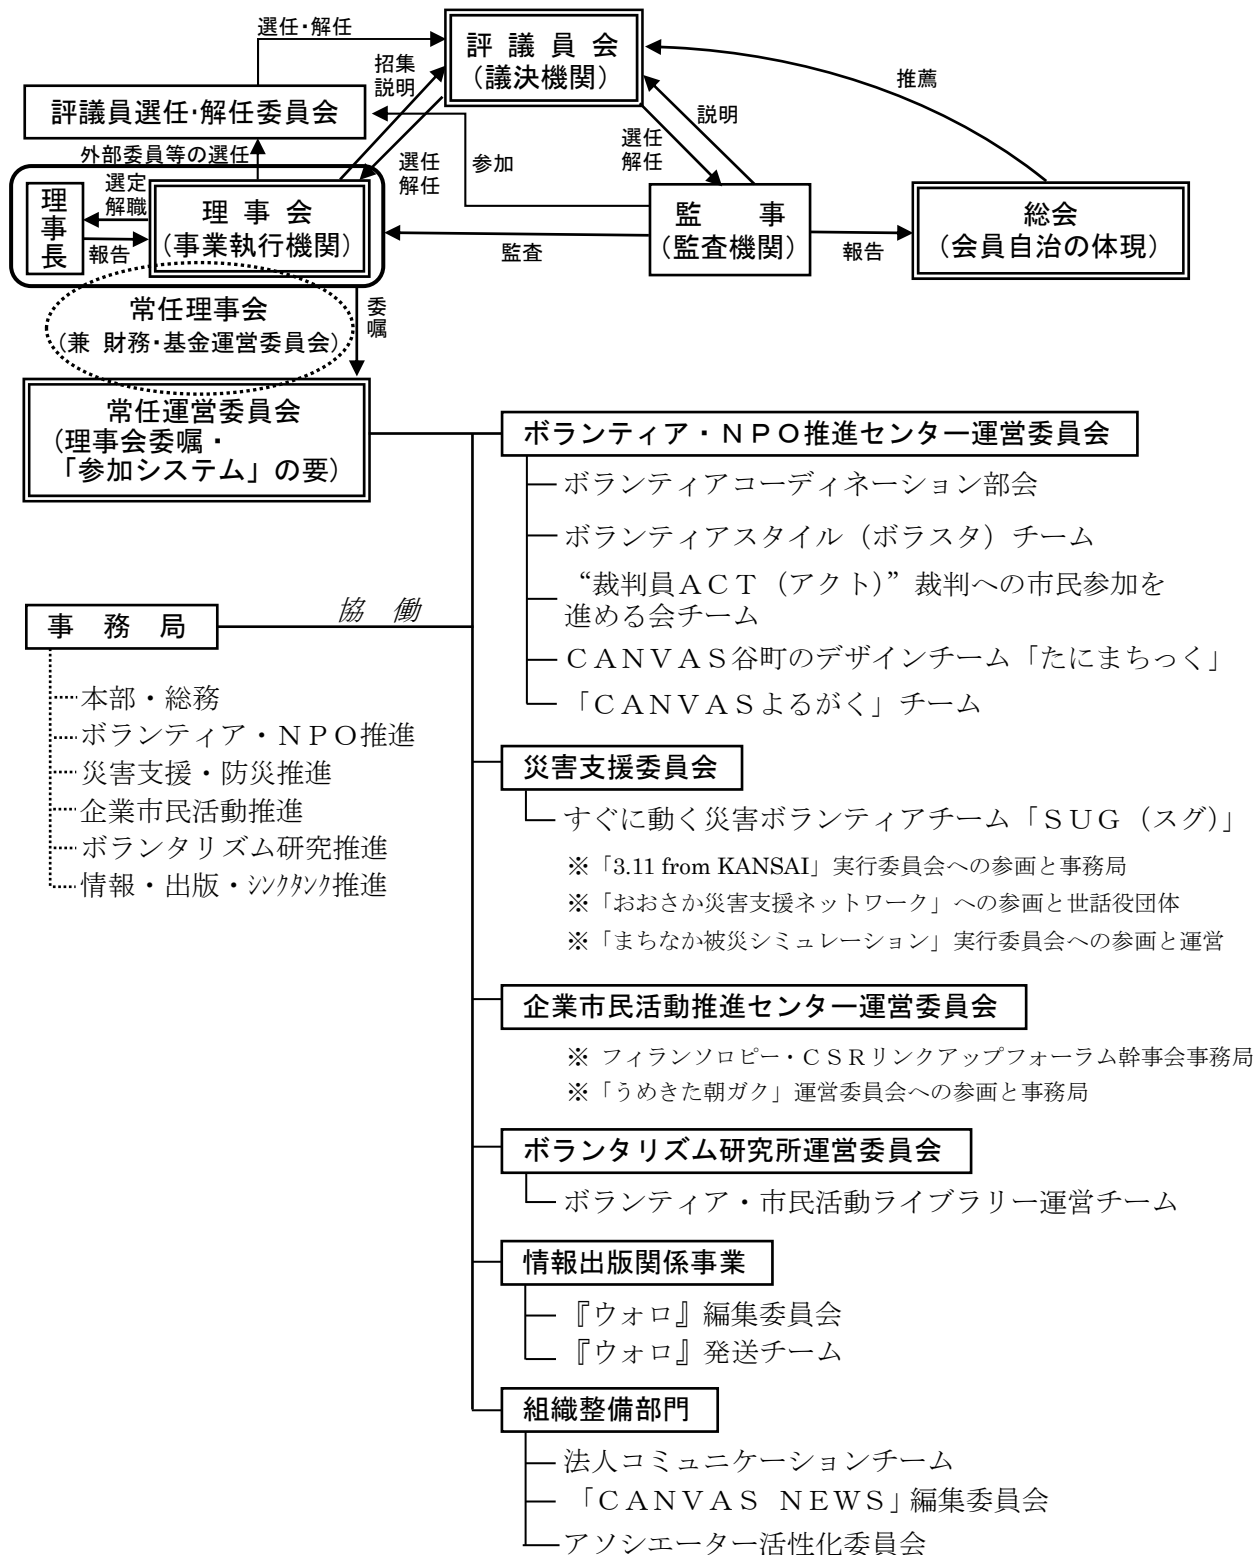 選任・解任
評議員会
(議決機関)
招集
説明
推薦
評議員選任・解任委員会
説明
選任
解任
外部委員等の選任
選任
解任
参加
理事長
選定
解職
報告
理事会
(事業執行機関)
監査
監事
(監査機関)
報告
総会
(会員自治の体現)
常任理事会
(兼 財務・基金運営委員会)
委嘱
常任運営委員会
(理事会委嘱・
「参加システム」の要)
ボランティア・ＮＰＯ推進センター運営委員会
ボランティアコーディネーション部会
ボランティアスタイル（ボラスタ）チーム
“裁判員ＡＣＴ（アクト）”裁判への市民参加を
進める会チーム
ＣＡＮＶＡＳ谷町のデザインチーム「たにまちっく」
「ＣＡＮＶＡＳよるがく」チーム
事務局
協働
本部・総務
ボランティア・ＮＰＯ推進
災害支援・防災推進
企業市民活動推進
ボランタリズム研究推進
情報・出版・ｼﾝｸﾀﾝｸ推進
災害支援委員会
すぐに動く災害ボランティアチーム「ＳＵＧ（スグ）」
※「3.11 from KANSAI」実行委員会への参画と事務局
※「おおさか災害支援ネットワーク」への参画と世話役団体
※「まちなか被災シミュレーション」実行委員会への参画と運営
企業市民活動推進センター運営委員会
※ フィランソロピー・ＣＳＲリンクアップフォーラム幹事会事務局
※「うめきた朝ガク」運営委員会への参画と事務局
ボランタリズム研究所運営委員会
ボランティア・市民活動ライブラリー運営チーム
情報出版関係事業
『ウォロ』編集委員会
『ウォロ』発送チーム
組織整備部門
法人コミュニケーションチーム
「ＣＡＮＶＡＳ ＮＥＷＳ」編集委員会
アソシエーター活性化委員会